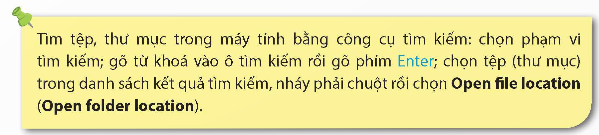 Tìm tệp, thư mục trong máy tính bằng công cụ tìm kiếm: chọn phạm vi
tìm kiếm; gõ từ khoá vào ô tìm kiếm rồi gõ phím Enter; chọn tệp (thư mục)
trong danh sách kết quả tìm kiếm, nháy phải chuột rồi chọn Open file location
(Open folder location).